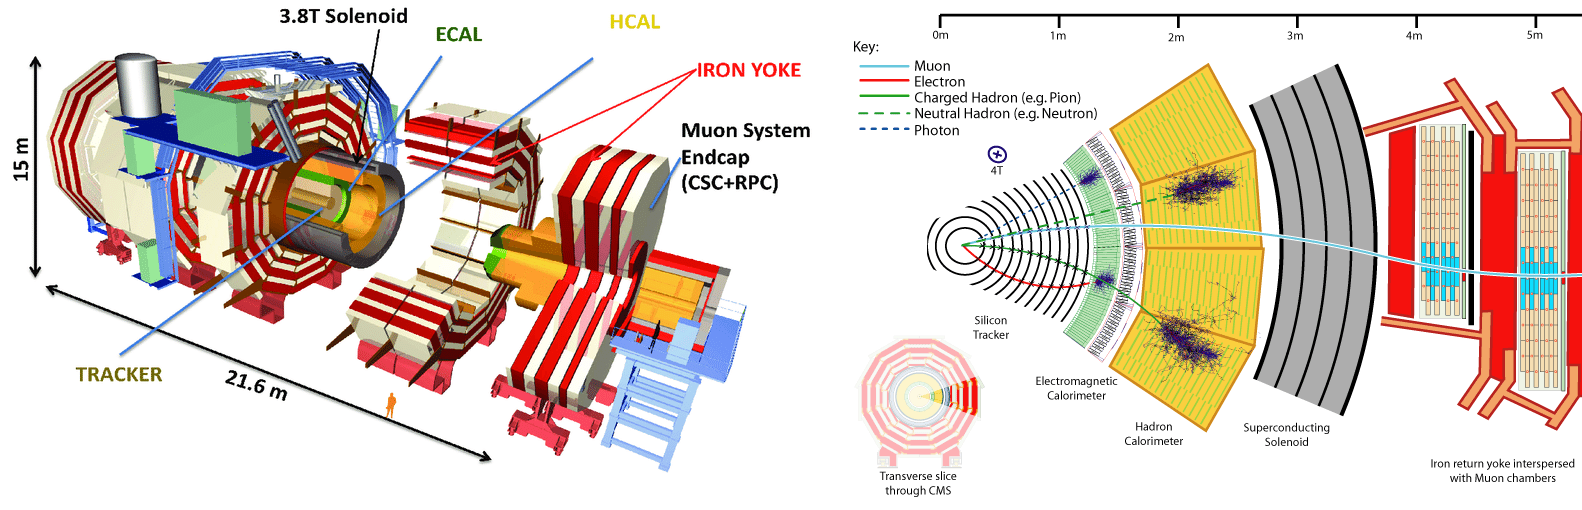 3.8T Solenoid
ECAL
HCAL
IRON YOKE
Muon System
Endcap
(CSC+RPC)
15 m
TRACKER
21.6 m
0m
1m
2m
3m
4m
5m
Key:
Muon
Electron
Charged Hadron (e.g. Pion)
Neutral Hadron (e.g. Neutron)
Photon
4T
Silicon
Tracker
Electromagnetic
Calorimeter
Hadron
Calorimeter
Superconducting
Solenoid
Iron return yoke interspersed
with Muon chambers
Transverse slice
through CMS